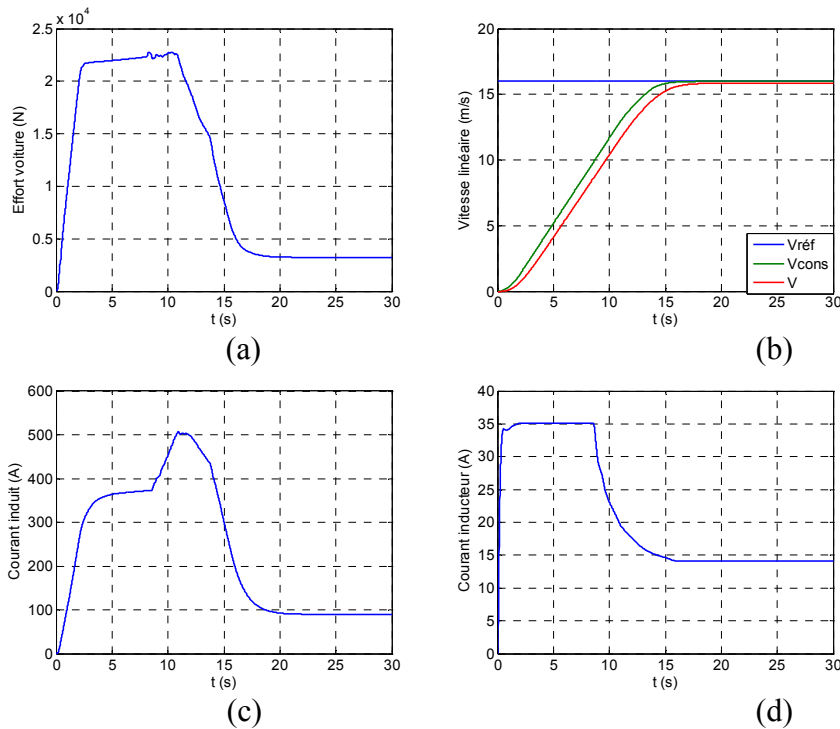 x 10⁴
2.5
2
1.5
1
0.5
0
0 5 10 15 20 25 30
Effort voiture (N)
t (s)
(a)
20
15
10
5
0
0 5 10 15 20 25 30
Vitesse linéaire (m/s)
Vréf
Vcons
V
t (s)
(b)
600
500
400
300
200
100
0
0 5 10 15 20 25 30
Courant induit (A)
t (s)
(c)
40
35
30
25
20
15
10
5
0
0 5 10 15 20 25 30
Courant inducteur (A)
t (s)
(d)